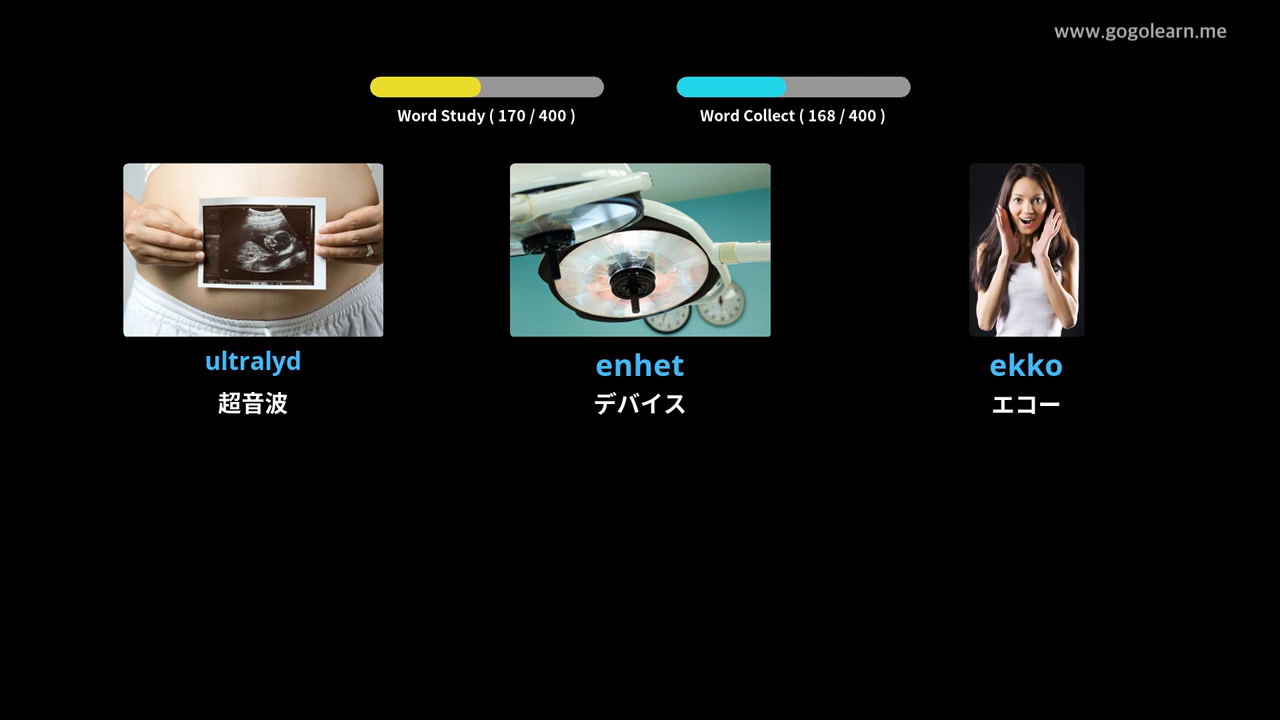 www.gogolearn.me
Word Study ( 170 / 400 )
Word Collect ( 168 / 400 )
ultralyd
enhet
ekko
超音波
デバイス
エコー